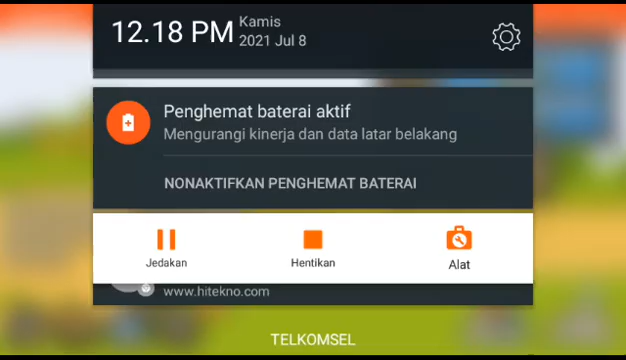 12.18 PM
Kamis
2021 Jul 8
Penghemat baterai aktif
Mengurangi kinerja dan data latar belakang
NONAKTIFKAN PENGHEMAT BATERAI
Jedakan
Hentikan
Alat
www.hitekno.com
TELKOMSEL